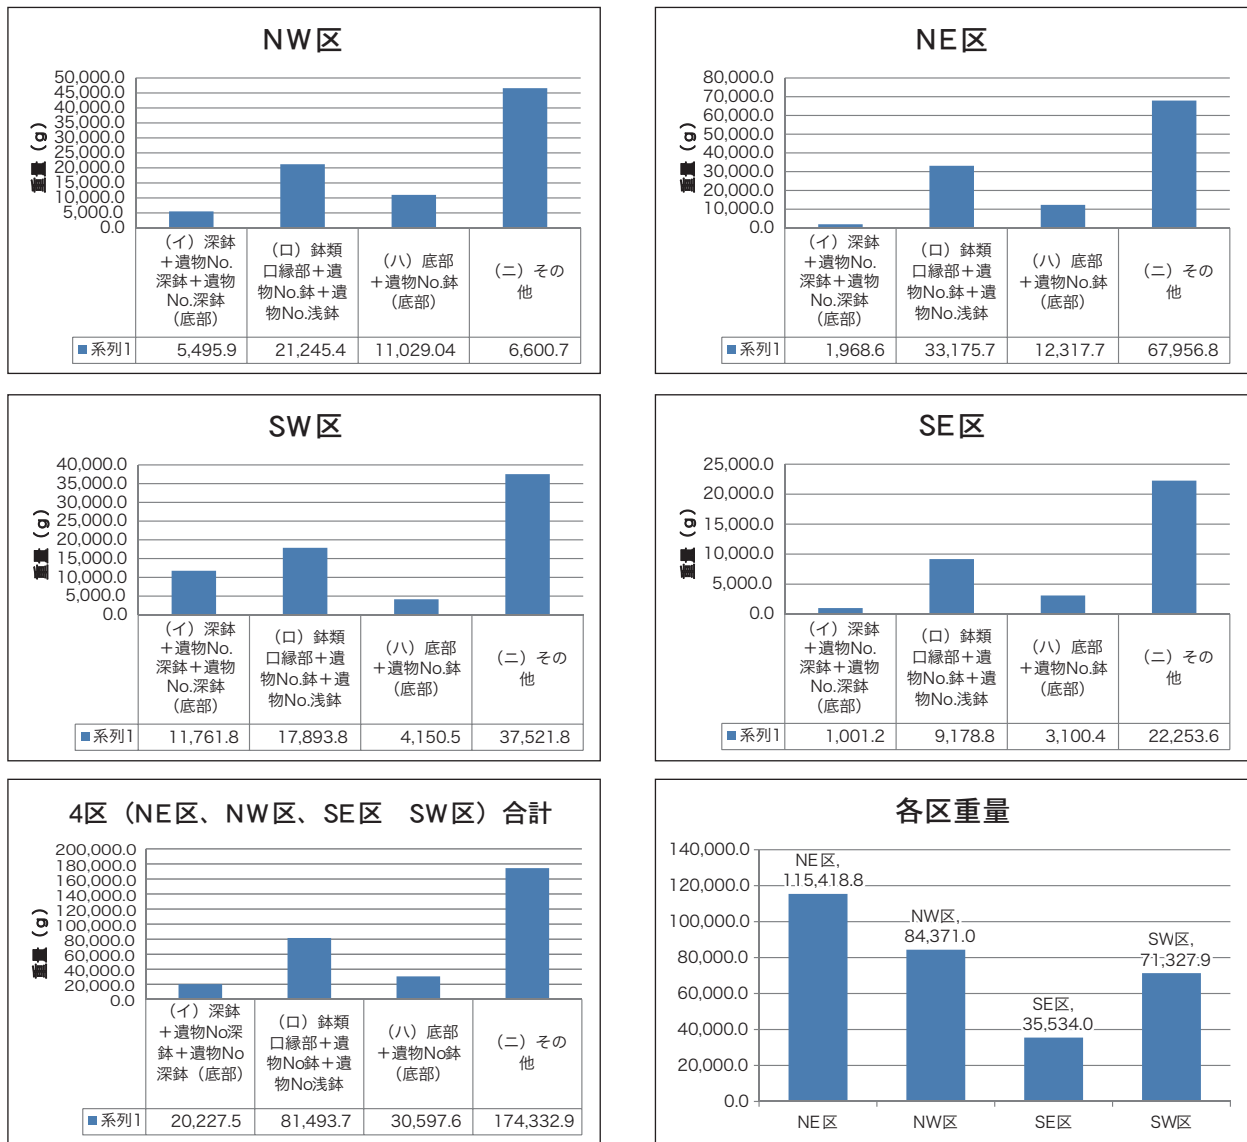 NW区
重量（g）
50,000.0
45,000.0
40,000.0
35,000.0
30,000.0
25,000.0
20,000.0
15,000.0
10,000.0
5,000.0
0.0
（イ）深鉢
+遺物No.
深鉢+遺物
No.深鉢
（底部）
（ロ）鉢類
口縁部+遺
物No.鉢+遺
物No.浅鉢
（ハ）底部
+遺物No.鉢
（底部）
（ニ）その
他
系列1 5,495.9 21,245.4 11,029.04 6,600.7
NE区
重量（g）
80,000.0
70,000.0
60,000.0
50,000.0
40,000.0
30,000.0
20,000.0
10,000.0
0.0
（イ）深鉢
+遺物No.
深鉢+遺物
No.深鉢
（底部）
（ロ）鉢類
口縁部+遺
物No.鉢+遺
物No.浅鉢
（ハ）底部
+遺物No.鉢
（底部）
（ニ）その
他
系列1 1,968.6 33,175.7 12,317.7 67,956.8
SW区
重量（g）
40,000.0
35,000.0
30,000.0
25,000.0
20,000.0
15,000.0
10,000.0
5,000.0
0.0
（イ）深鉢
+遺物No.
深鉢+遺物
No.深鉢
（底部）
（ロ）鉢類
口縁部+遺
物No.鉢+遺
物No.浅鉢
（ハ）底部
+遺物No.鉢
（底部）
（ニ）その
他
系列1 11,761.8 17,893.8 4,150.5 37,521.8
SE区
重量（g）
25,000.0
20,000.0
15,000.0
10,000.0
5,000.0
0.0
（イ）深鉢
+遺物No.
深鉢+遺物
No.深鉢
（底部）
（ロ）鉢類
口縁部+遺
物No.鉢+遺
物No.浅鉢
（ハ）底部
+遺物No.鉢
（底部）
（ニ）その
他
系列1 1,001.2 9,178.8 3,100.4 22,253.6
4区（NE区、NW区、SE区　SW区）合計
重量（g）
200,000.0
180,000.0
160,000.0
140,000.0
120,000.0
100,000.0
80,000.0
60,000.0
40,000.0
20,000.0
0.0
（イ）深鉢
+遺物No深
鉢+遺物No
深鉢（底部）
（ロ）鉢類
口縁部+遺
物No鉢+遺
物No浅鉢
（ハ）底部
+遺物No鉢
（底部）
（ニ）その
他
系列1 20,227.5 81,493.7 30,597.6 174,332.9
各区重量
140,000.0
120,000.0
100,000.0
80,000.0
60,000.0
40,000.0
20,000.0
0.0
NE区,
115,418.8
NW区,
84,371.0
SE区,
35,534.0
SW区,
71,327.9
NE区 NW区 SE区 SW区